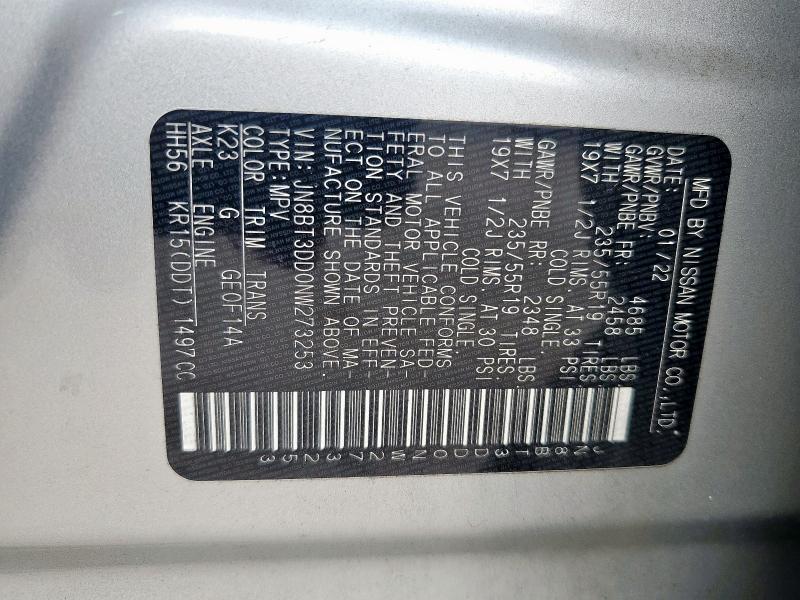 MFD BY NISSAN MOTOR CO.,LTD.
DATE: 01/22
GVWR/PNBV: 4685 LBS
GAWR/PNBE FR: 2458 LBS
WITH 235/55R19 TIRES,
19X7 1/2J RIMS, AT 33 PSI
COLD SINGLE.
GAWR/PNBE RR: 2348 LBS
WITH 235/55R19 TIRES,
19X7 1/2J RIMS, AT 30 PSI
COLD SINGLE.
THIS VEHICLE CONFORMS
TO ALL APPLICABLE FED-
ERAL MOTOR VEHICLE SA-
FETY AND THEFT PREVEN-
TION STANDARDS IN EFF-
ECT ON THE DATE OF MA-
NUFACTURE SHOWN ABOVE.
VIN: JN8BT3DD0NW273253
TYPE:MPV
COLOR TRIM TRANS
K23 G GE0F14A
AXLE ENGINE
HH56 KR15(DDT) 1497CC
JN8BT3DD0NW273253